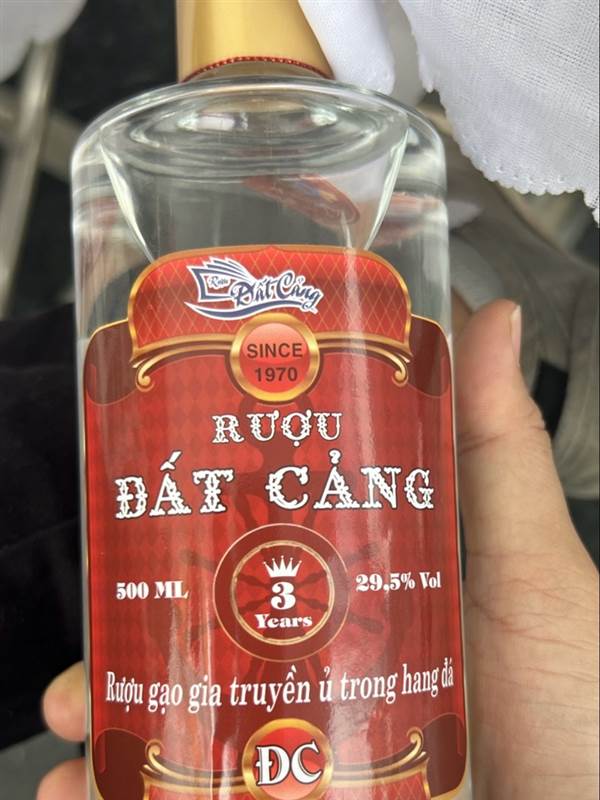 Rượu Đất Cảng
SINCE
1970
RƯỢU
ĐẤT CẢNG
500 ML
3
Years
29,5% Vol
Rượu gạo gia truyền ủ trong hang đá
ĐC